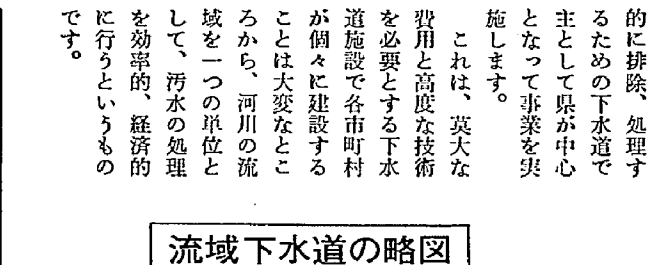 的に排除、処理す
るための下水道で
主として県が中心
となって事業を実
施します。
これは、莫大な
費用と高度な技術
を必要とする下水
道施設で各市町村
が個々に建設する
ことは大変なとこ
ろから、河川の流
域を一つの単位と
して、汚水の処理
を効率的、経済的
に行うというもの
です。
流域下水道の略図